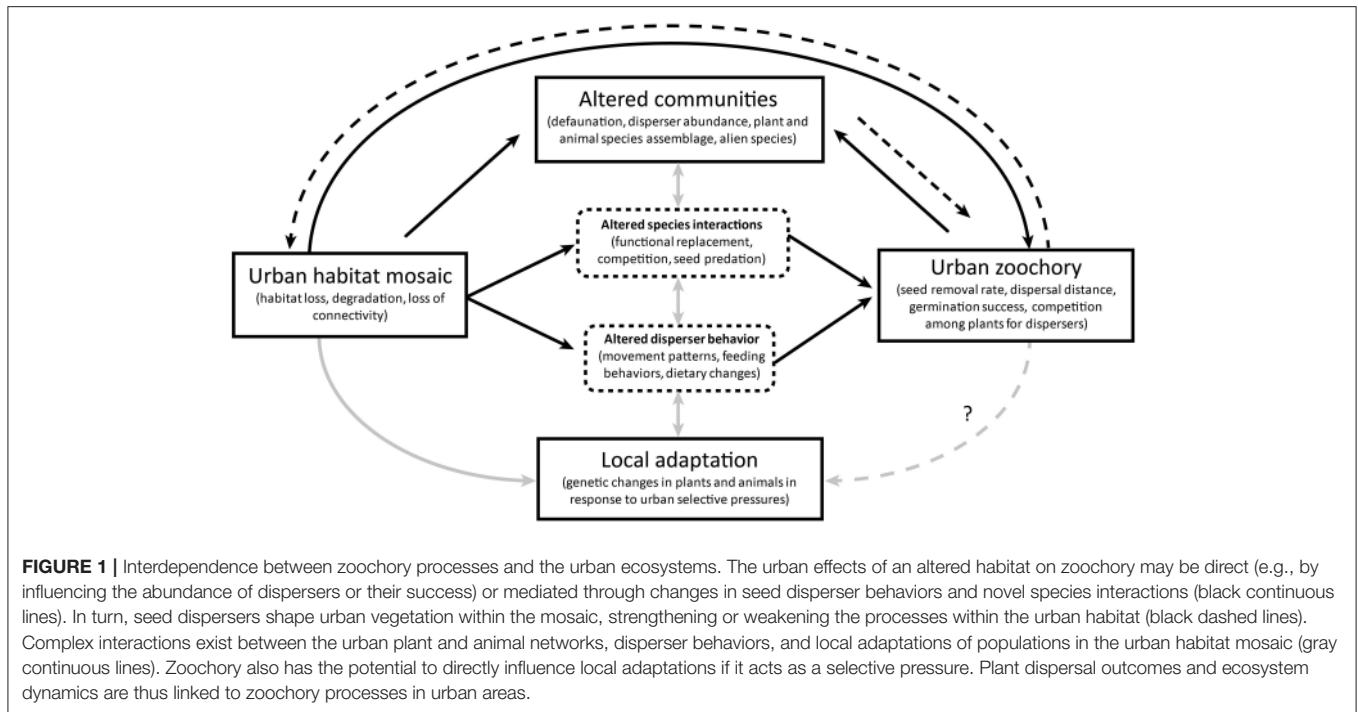 Altered communities
(defaunation, disperser abundance, plant and
animal species assemblage, alien species)
Altered species interactions
(functional replacement,
competition, seed predation)
Urban habitat mosaic
(habitat loss, degradation, loss of
connectivity)
Urban zoochory
(seed removal rate, dispersal distance,
germination success, competition
among plants for dispersers)
Altered disperser behavior
(movement patterns, feeding
behaviors, dietary changes)
?
Local adaptation
(genetic changes in plants and animals in
response to urban selective pressures)
FIGURE 1 | Interdependence between zoochory processes and the urban ecosystems. The urban effects of an altered habitat on zoochory may be direct (e.g., by
influencing the abundance of dispersers or their success) or mediated through changes in seed disperser behaviors and novel species interactions (black continuous
lines). In turn, seed dispersers shape urban vegetation within the mosaic, strengthening or weakening the processes within the urban habitat (black dashed lines).
Complex interactions exist between the urban plant and animal networks, disperser behaviors, and local adaptations of populations in the urban habitat mosaic (gray
continuous lines). Zoochory also has the potential to directly influence local adaptations if it acts as a selective pressure. Plant dispersal outcomes and ecosystem
dynamics are thus linked to zoochory processes in urban areas.